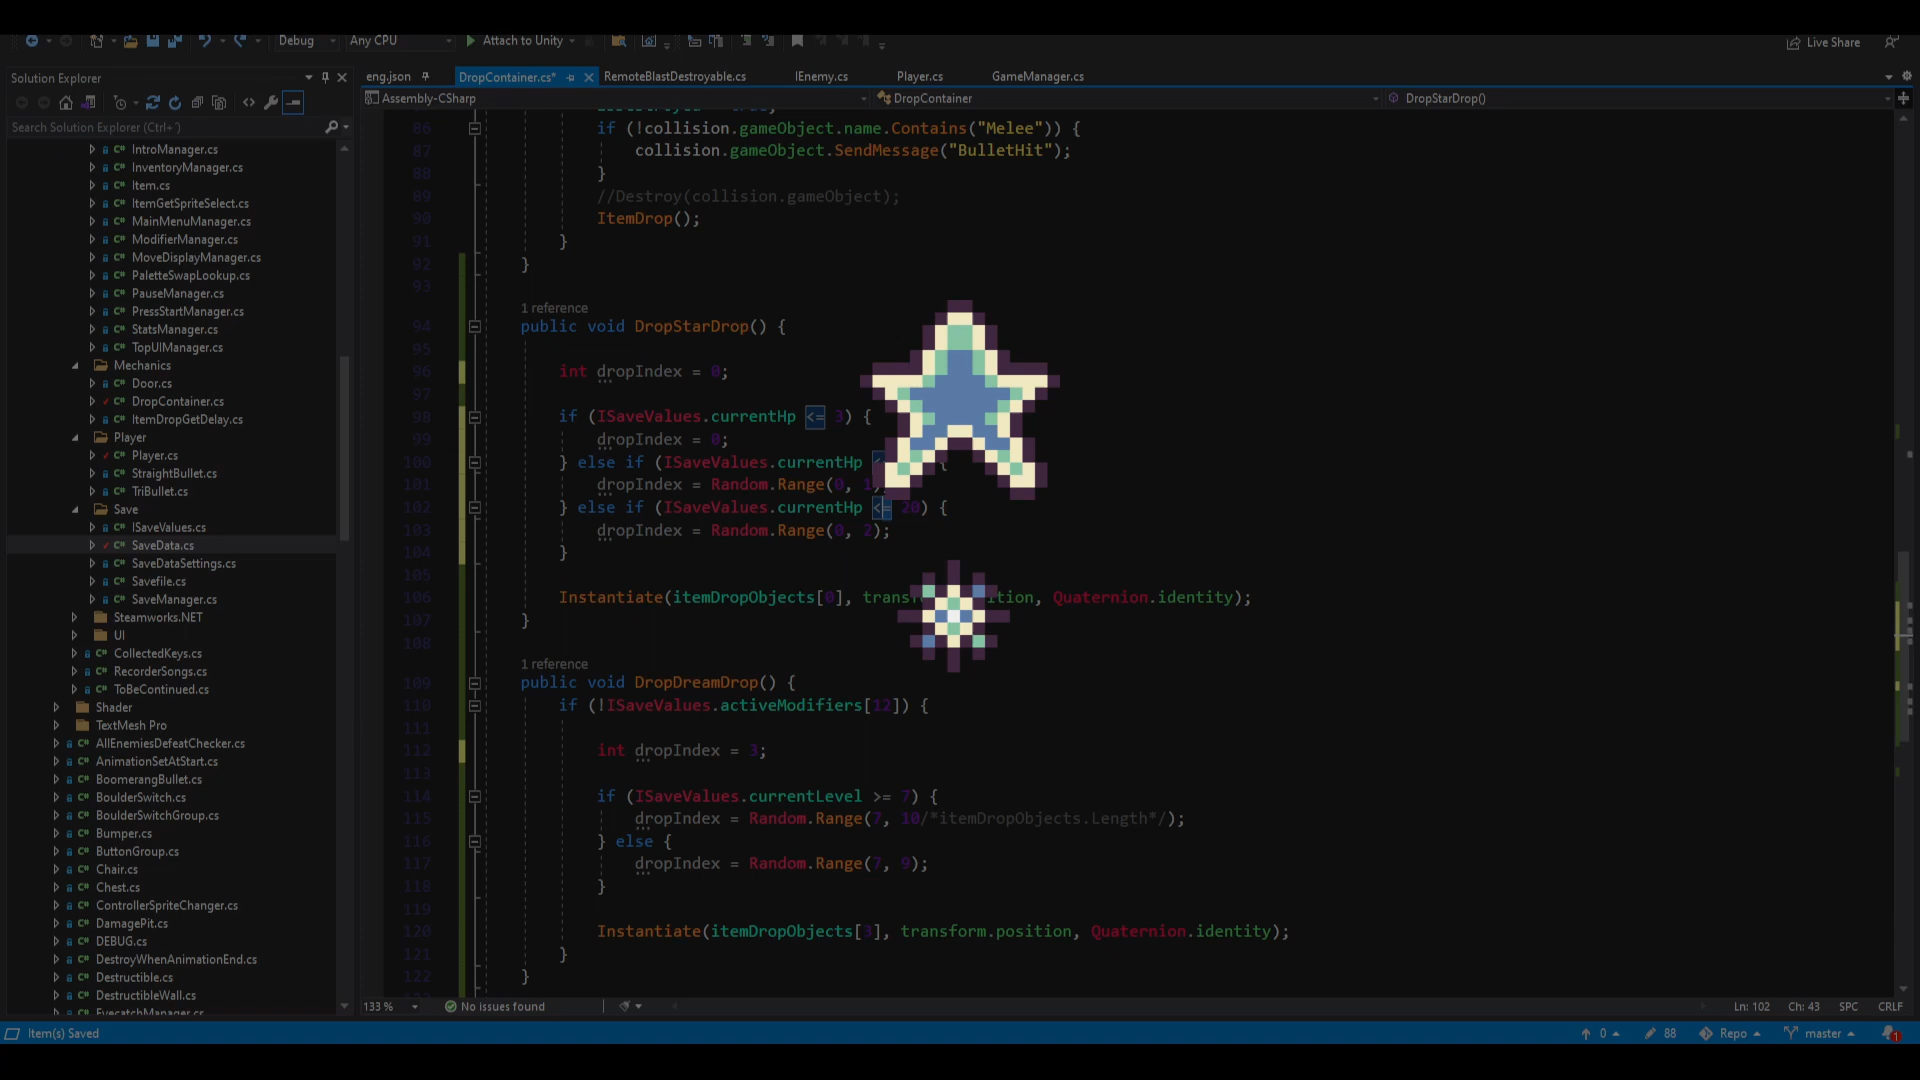 Debug
Any CPU
Attach to Unity
Live Share
Solution Explorer
eng.json
DropContainer.cs*
RemoteBlastDestroyable.cs
IEnemy.cs
Player.cs
GameManager.cs
Assembly-CSharp
DropContainer
DropStarDrop()
Search Solution Explorer (Ctrl+¨)
IntroManager.cs
InventoryManager.cs
Item.cs
ItemGetSpriteSelect.cs
MainMenuManager.cs
ModifierManager.cs
MoveDisplayManager.cs
PaletteSwapLookup.cs
PauseManager.cs
PressStartManager.cs
StatsManager.cs
TopUIManager.cs
Mechanics
Door.cs
DropContainer.cs
ItemDropGetDelay.cs
Player
Player.cs
StraightBullet.cs
TriBullet.cs
Save
ISaveValues.cs
SaveData.cs
SaveDataSettings.cs
Savefile.cs
SaveManager.cs
Steamworks.NET
UI
CollectedKeys.cs
RecorderSongs.cs
ToBeContinued.cs
Shader
TextMesh Pro
AllEnemiesDefeatChecker.cs
AnimationSetAtStart.cs
BoomerangBullet.cs
BoulderSwitch.cs
BoulderSwitchGroup.cs
Bumper.cs
ButtonGroup.cs
Chair.cs
Chest.cs
ControllerSpriteChanger.cs
DamagePit.cs
DEBUG.cs
DestroyWhenAnimationEnd.cs
Destructible.cs
DestructibleWall.cs
EyecatchManager.cs
86 if (!collision.gameObject.name.Contains("Melee")) {
87 collision.gameObject.SendMessage("BulletHit");
88 }
89 //Destroy(collision.gameObject);
90 ItemDrop();
91 }
92 }
93
1 reference
94 public void DropStarDrop() {
95
96 int dropIndex = 0;
97
98 if (ISaveValues.currentHp <= 3) {
99 dropIndex = 0;
100 } else if (ISaveValues.currentHp {
101 dropIndex = Random.Range(0, 1
102 } else if (ISaveValues.currentHp <= 20) {
103 dropIndex = Random.Range(0, 2);
104 }
105
106 Instantiate(itemDropObjects[0], transf ition, Quaternion.identity);
107 }
108
1 reference
109 public void DropDreamDrop() {
110 if (!ISaveValues.activeModifiers[12]) {
111
112 int dropIndex = 3;
113
114 if (ISaveValues.currentLevel >= 7) {
115 dropIndex = Random.Range(7, 10/*itemDropObjects.Length*/);
116 } else {
117 dropIndex = Random.Range(7, 9);
118 }
119
120 Instantiate(itemDropObjects[3], transform.position, Quaternion.identity);
121 }
122 }
133 %
No issues found
Ln: 102
Ch: 43
SPC
CRLF
Item(s) Saved
0
88
Repo
master
1